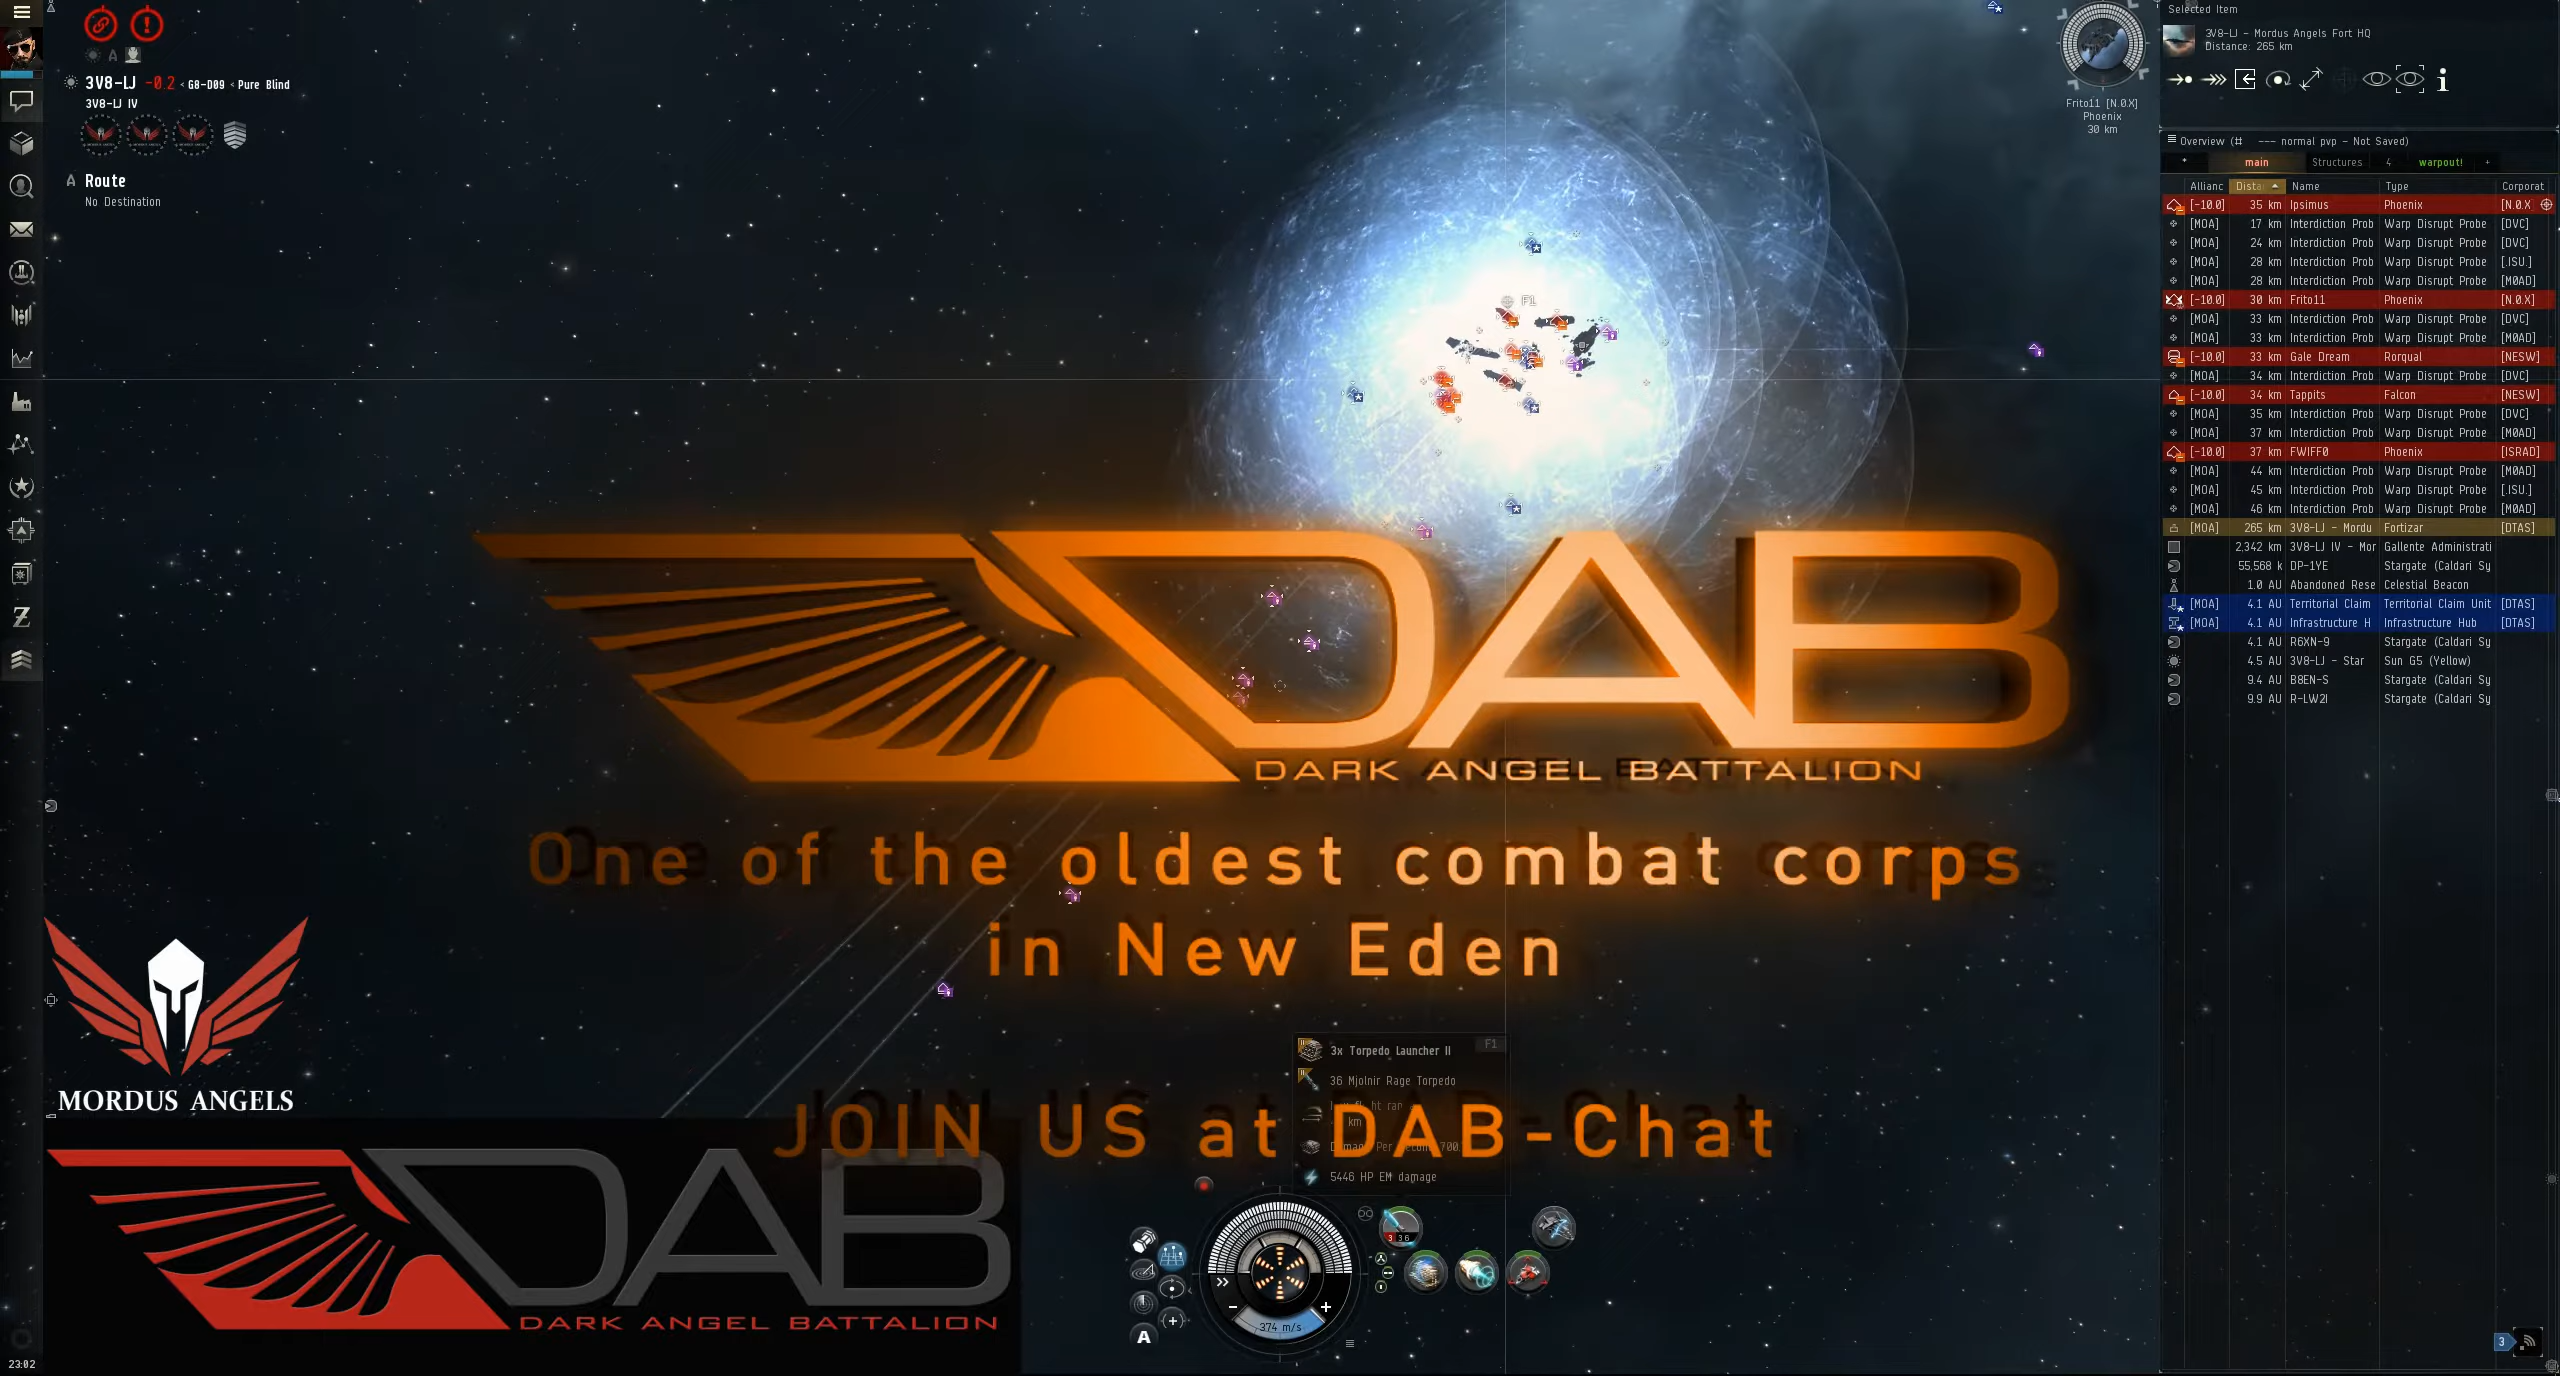 3V8-LJ -0.2 < G8-D09 < Pure Blind
3V8-LJ IV
Route
No Destination
Frito11 [N.0.X]
Phoenix
30 km
Selected Item
3V8-LJ - Mordus Angels Fort HQ
Distance: 265 km
Overview (# --- normal pvp - Not Saved)
* main Structures 4 warpout! +
Allianc Dista Name Type Corporat
[-10.0] 35 km Ipsimus Phoenix [N.0.X
[MOA] 17 km Interdiction Prob Warp Disrupt Probe [DVC]
[MOA] 24 km Interdiction Prob Warp Disrupt Probe [DVC]
[MOA] 28 km Interdiction Prob Warp Disrupt Probe [.ISU.]
[MOA] 28 km Interdiction Prob Warp Disrupt Probe [M0AD]
[-10.0] 30 km Frito11 Phoenix [N.0.X]
[MOA] 33 km Interdiction Prob Warp Disrupt Probe [DVC]
[MOA] 33 km Interdiction Prob Warp Disrupt Probe [M0AD]
[-10.0] 33 km Gale Dream Rorqual [NESW]
[MOA] 34 km Interdiction Prob Warp Disrupt Probe [DVC]
[-10.0] 34 km Tappits Falcon [NESW]
[MOA] 35 km Interdiction Prob Warp Disrupt Probe [DVC]
[MOA] 37 km Interdiction Prob Warp Disrupt Probe [M0AD]
[-10.0] 37 km FWIFF0 Phoenix [ISRAD]
[MOA] 44 km Interdiction Prob Warp Disrupt Probe [M0AD]
[MOA] 45 km Interdiction Prob Warp Disrupt Probe [.ISU.]
[MOA] 46 km Interdiction Prob Warp Disrupt Probe [M0AD]
[MOA] 265 km 3V8-LJ - Mordu Fortizar [DTAS]
2,342 km 3V8-LJ IV - Mor Gallente Administrati
55,568 k DP-1YE Stargate (Caldari Sy
1.0 AU Abandoned Rese Celestial Beacon
[MOA] 4.1 AU Territorial Claim Territorial Claim Unit [DTAS]
[MOA] 4.1 AU Infrastructure H Infrastructure Hub [DTAS]
4.1 AU R6XN-9 Stargate (Caldari Sy
4.5 AU 3V8-LJ - Star Sun G5 (Yellow)
9.4 AU B8EN-S Stargate (Caldari Sy
9.9 AU R-LW2I Stargate (Caldari Sy
F1
DAB
DARK ANGEL BATTALION
One of the oldest combat corps
in New Eden
JOIN US at DAB-Chat
MORDUS ANGELS
DAB
DARK ANGEL BATTALION
3x Torpedo Launcher II F1
36 Mjolnir Rage Torpedo
km
5446 HP EM damage
3 36
374 m/s
A
23:02
3